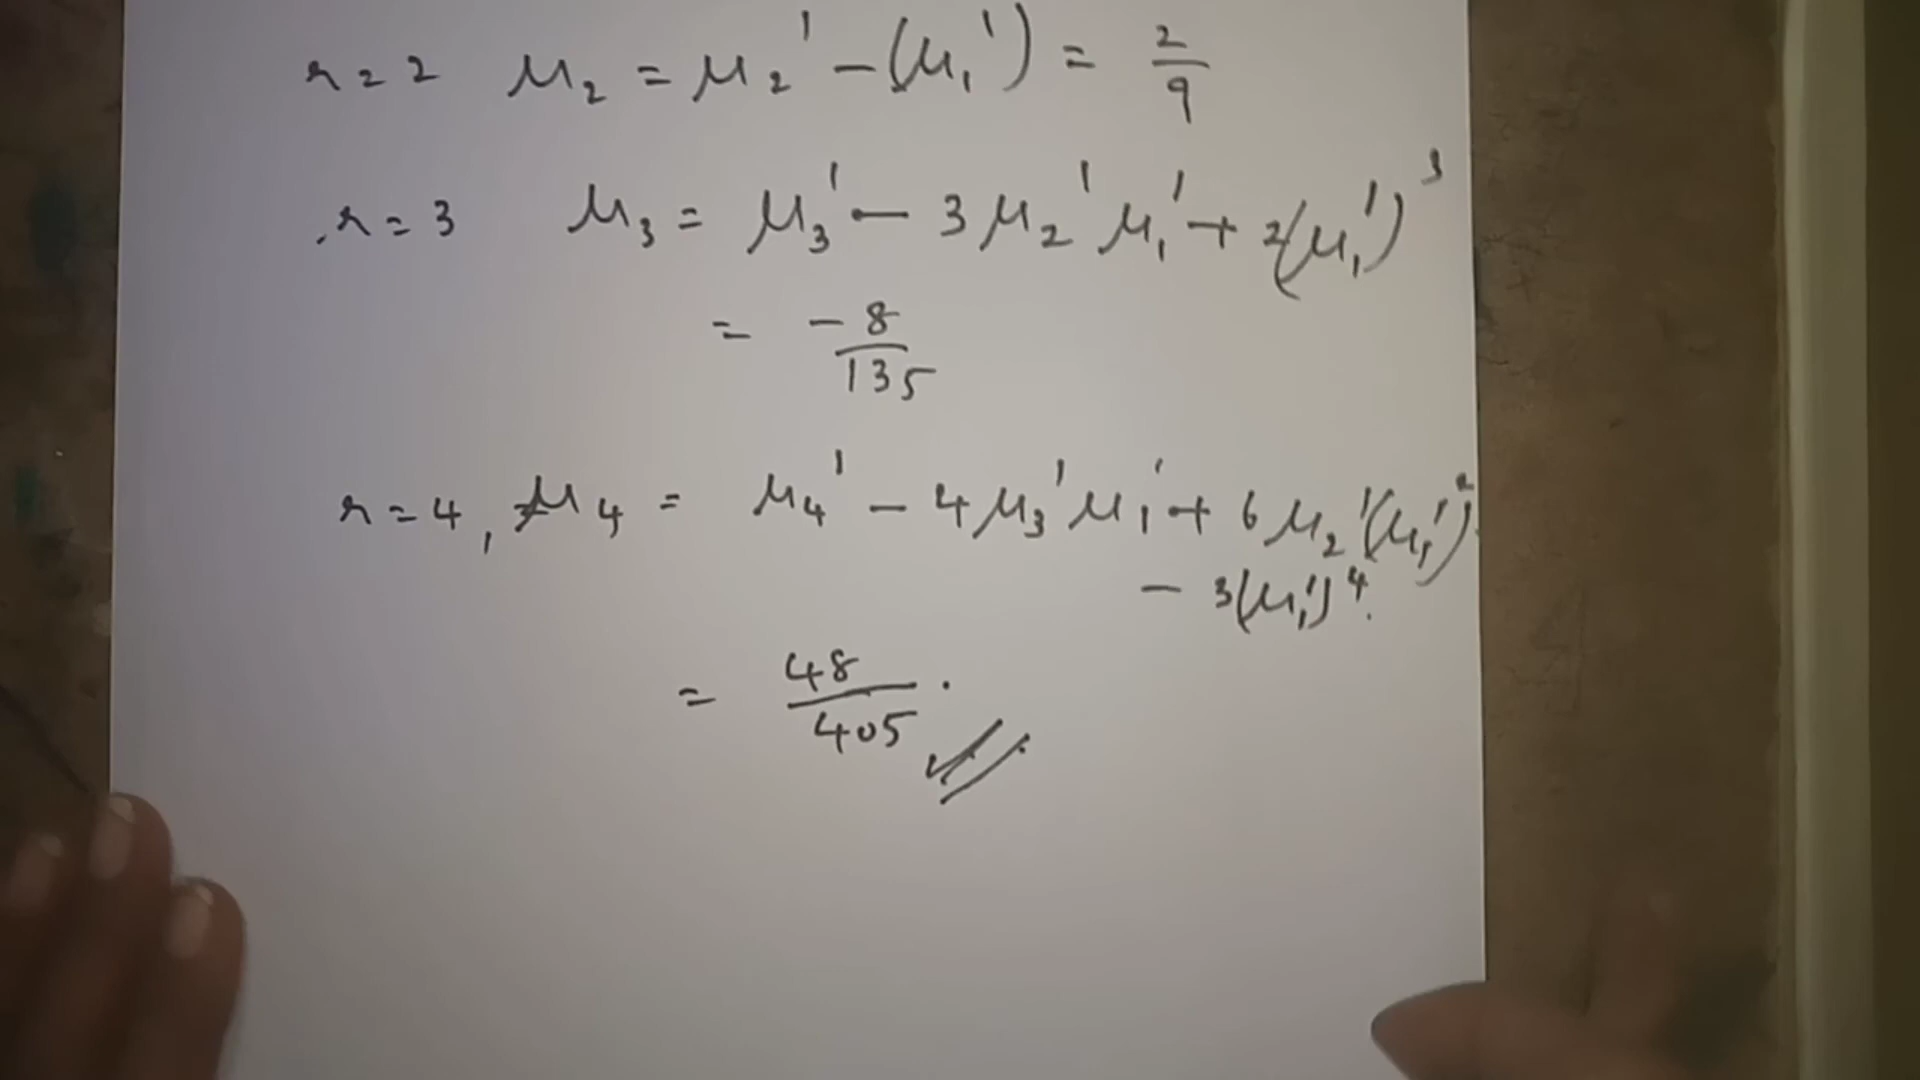 r = 2 μ₂ = μ₂' - (μ₁') = 2/9
r = 3 μ₃ = μ₃' - 3μ₂'μ₁' + 2(μ₁')³
= -8/135
r = 4, μ₄ = μ₄' - 4μ₃'μ₁' + 6μ₂'(μ₁')²
- 3(μ₁')⁴.
= 48/405.